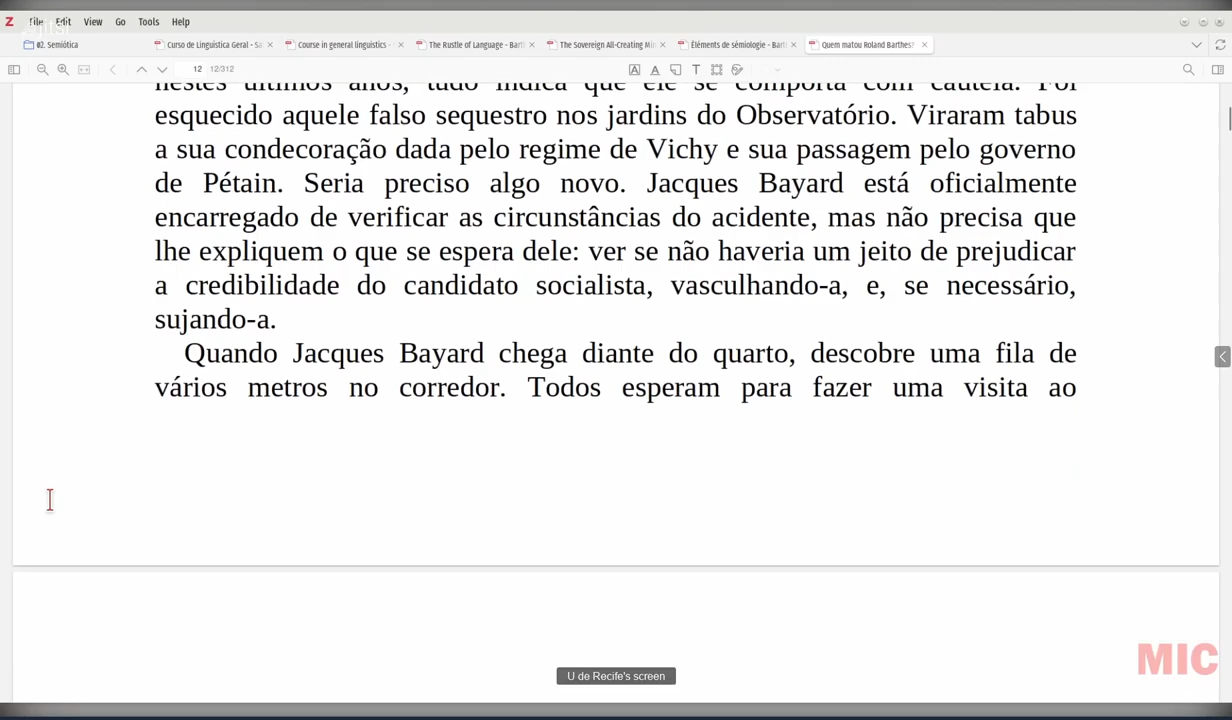 File Edit View Go Tools Help
02. Semiótica
Curso de Linguística Geral - Sa
Course in general linguistics -
The Rustle of Language - Bart
The Sovereign All-Creating Min
Éléments de sémiologie - Bart
Quem matou Roland Barthes?
12 12/312
nestes últimos anos, tudo indica que ele se comporta com cautela. Foi
esquecido aquele falso sequestro nos jardins do Observatório. Viraram tabus
a sua condecoração dada pelo regime de Vichy e sua passagem pelo governo
de Pétain. Seria preciso algo novo. Jacques Bayard está oficialmente
encarregado de verificar as circunstâncias do acidente, mas não precisa que
lhe expliquem o que se espera dele: ver se não haveria um jeito de prejudicar
a credibilidade do candidato socialista, vasculhando-a, e, se necessário,
sujando-a.
Quando Jacques Bayard chega diante do quarto, descobre uma fila de
vários metros no corredor. Todos esperam para fazer uma visita ao
U de Recife's screen
MIC